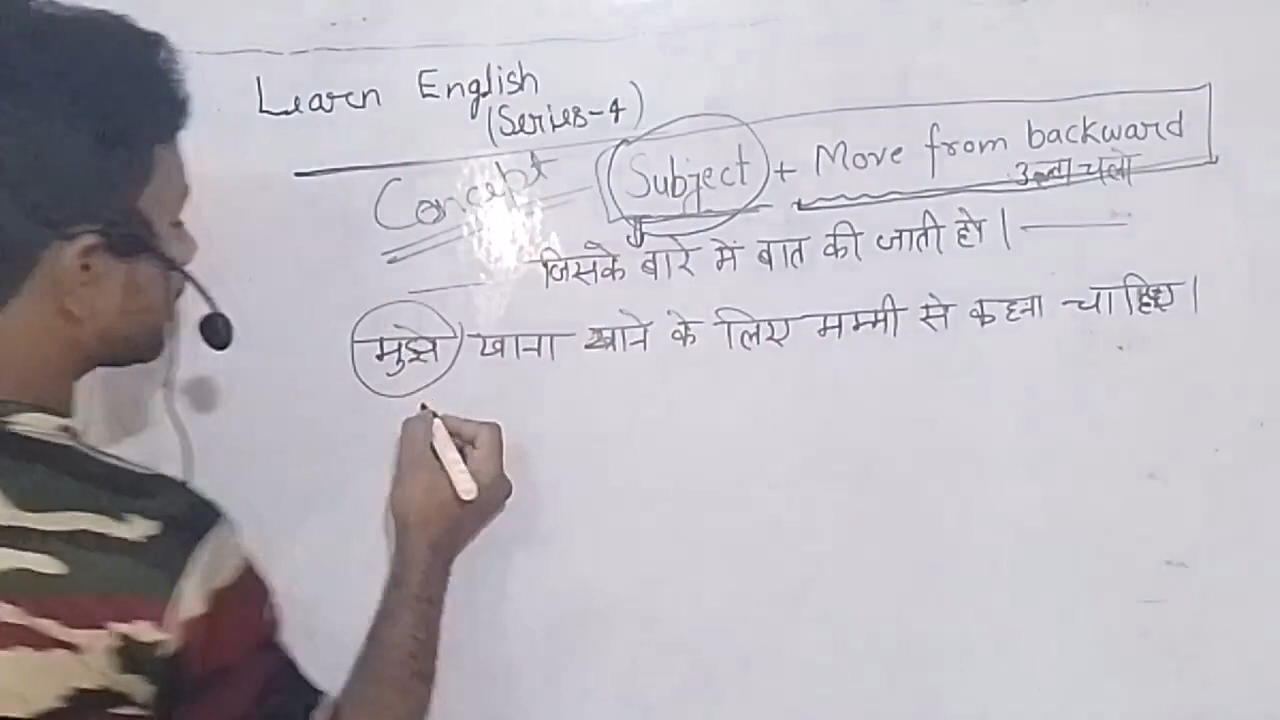 Learn English
(Series-4)
Concept Subject + Move from backward
उल्टा चलो
जिसके बारे में बात की जाती हो।
मुझे खाना खाने के लिए मम्मी से कहना चाहिए।